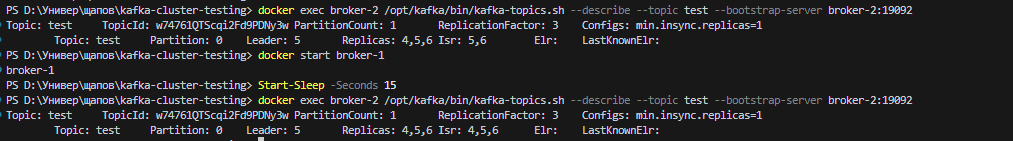 PS D:\Универ\щапов\kafka-cluster-testing> docker exec broker-2 /opt/kafka/bin/kafka-topics.sh --describe --topic test --bootstrap-server broker-2:19092
Topic: test TopicId: w74761QTScqi2Fd9PDNy3w PartitionCount: 1 ReplicationFactor: 3 Configs: min.insync.replicas=1
Topic: test Partition: 0 Leader: 5 Replicas: 4,5,6 Isr: 5,6 Elr: LastKnownElr:
PS D:\Универ\щапов\kafka-cluster-testing> docker start broker-1
broker-1
PS D:\Универ\щапов\kafka-cluster-testing> Start-Sleep -Seconds 15
PS D:\Универ\щапов\kafka-cluster-testing> docker exec broker-2 /opt/kafka/bin/kafka-topics.sh --describe --topic test --bootstrap-server broker-2:19092
Topic: test TopicId: w74761QTScqi2Fd9PDNy3w PartitionCount: 1 ReplicationFactor: 3 Configs: min.insync.replicas=1
Topic: test Partition: 0 Leader: 5 Replicas: 4,5,6 Isr: 4,5,6 Elr: LastKnownElr: